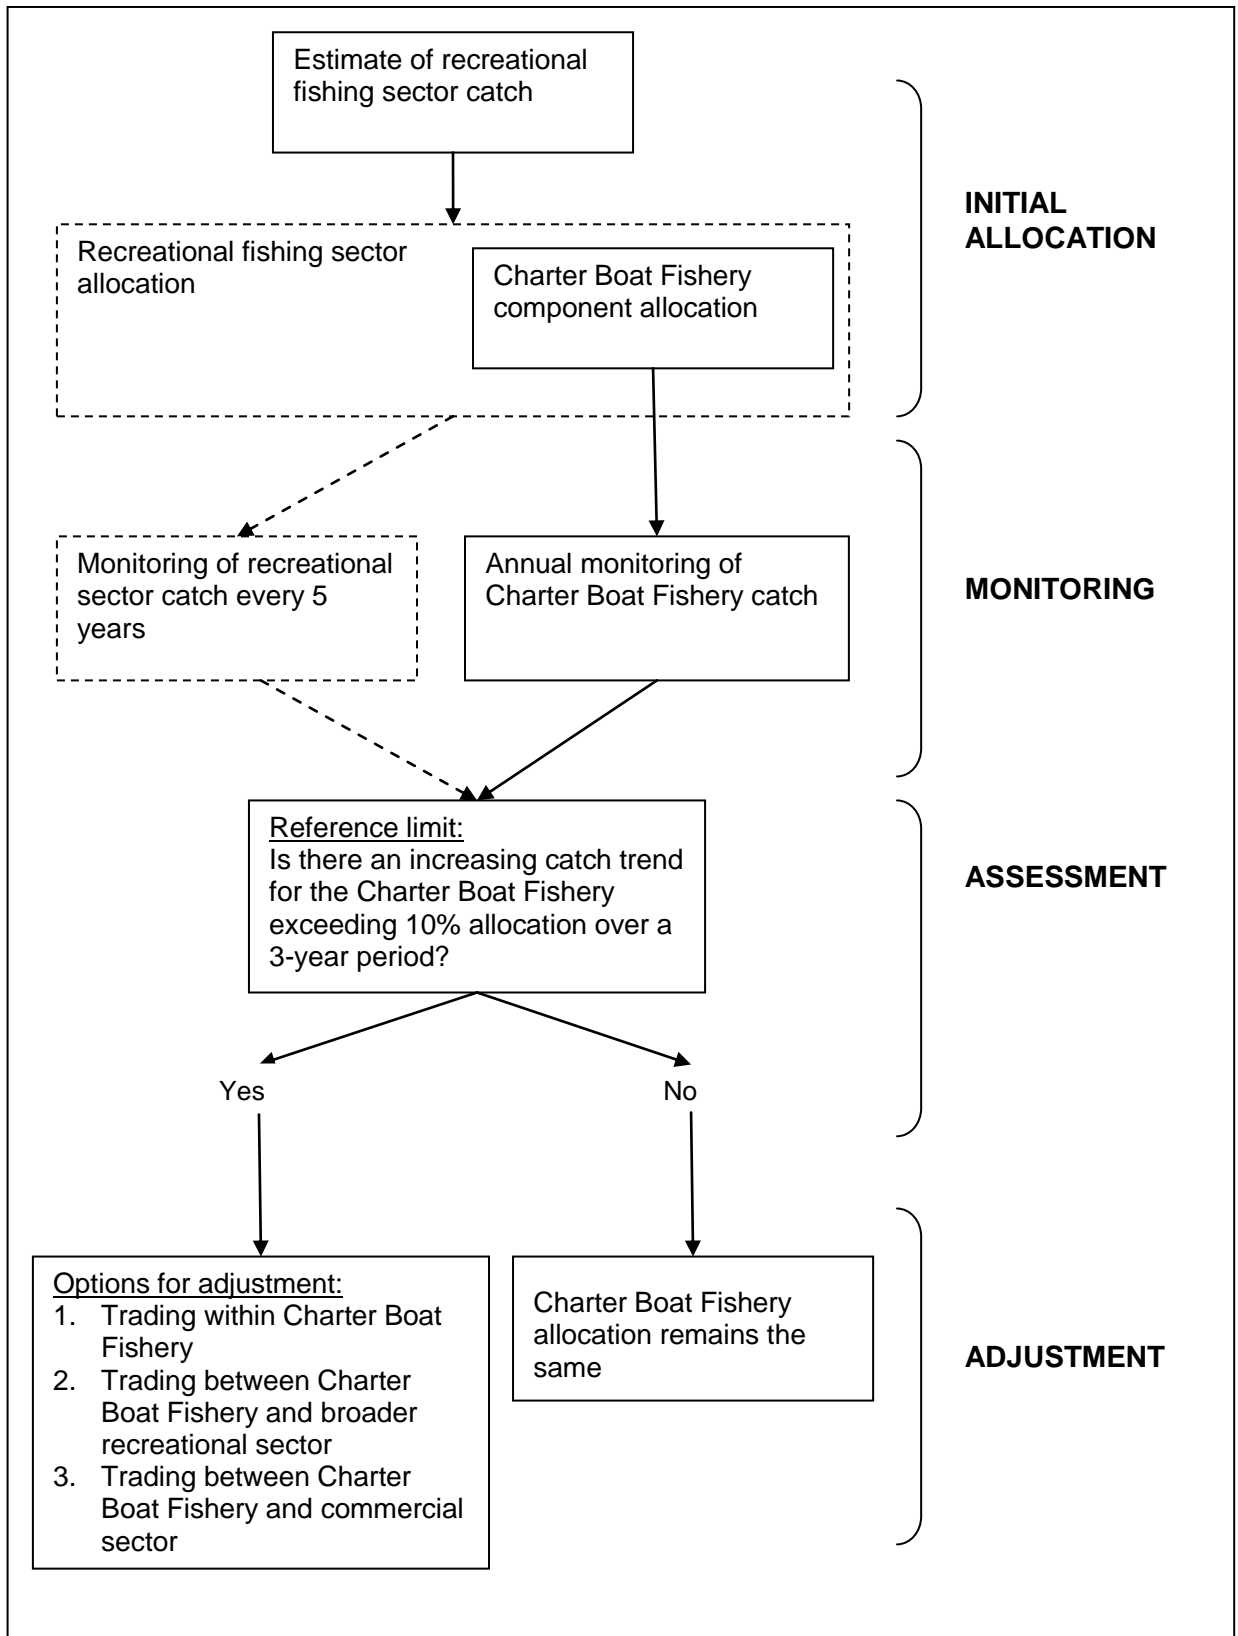 Estimate of recreational
fishing sector catch
INITIAL
ALLOCATION
Recreational fishing sector
allocation
Charter Boat Fishery
component allocation
Monitoring of recreational
sector catch every 5
years
Annual monitoring of
Charter Boat Fishery catch
MONITORING
Reference limit:
Is there an increasing catch trend
for the Charter Boat Fishery
exceeding 10% allocation over a
3-year period?
ASSESSMENT
Yes
No
Options for adjustment:
1. Trading within Charter Boat
Fishery
2. Trading between Charter
Boat Fishery and broader
recreational sector
3. Trading between Charter
Boat Fishery and commercial
sector
Charter Boat Fishery
allocation remains the
same
ADJUSTMENT